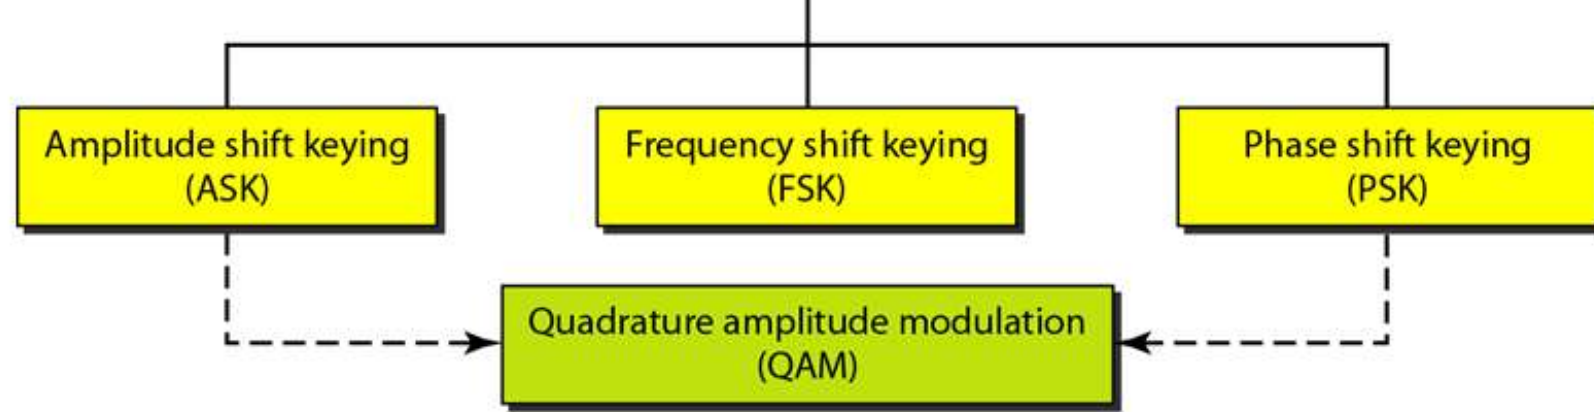 Amplitude shift keying
(ASK)
Frequency shift keying
(FSK)
Phase shift keying
(PSK)
Quadrature amplitude modulation
(QAM)